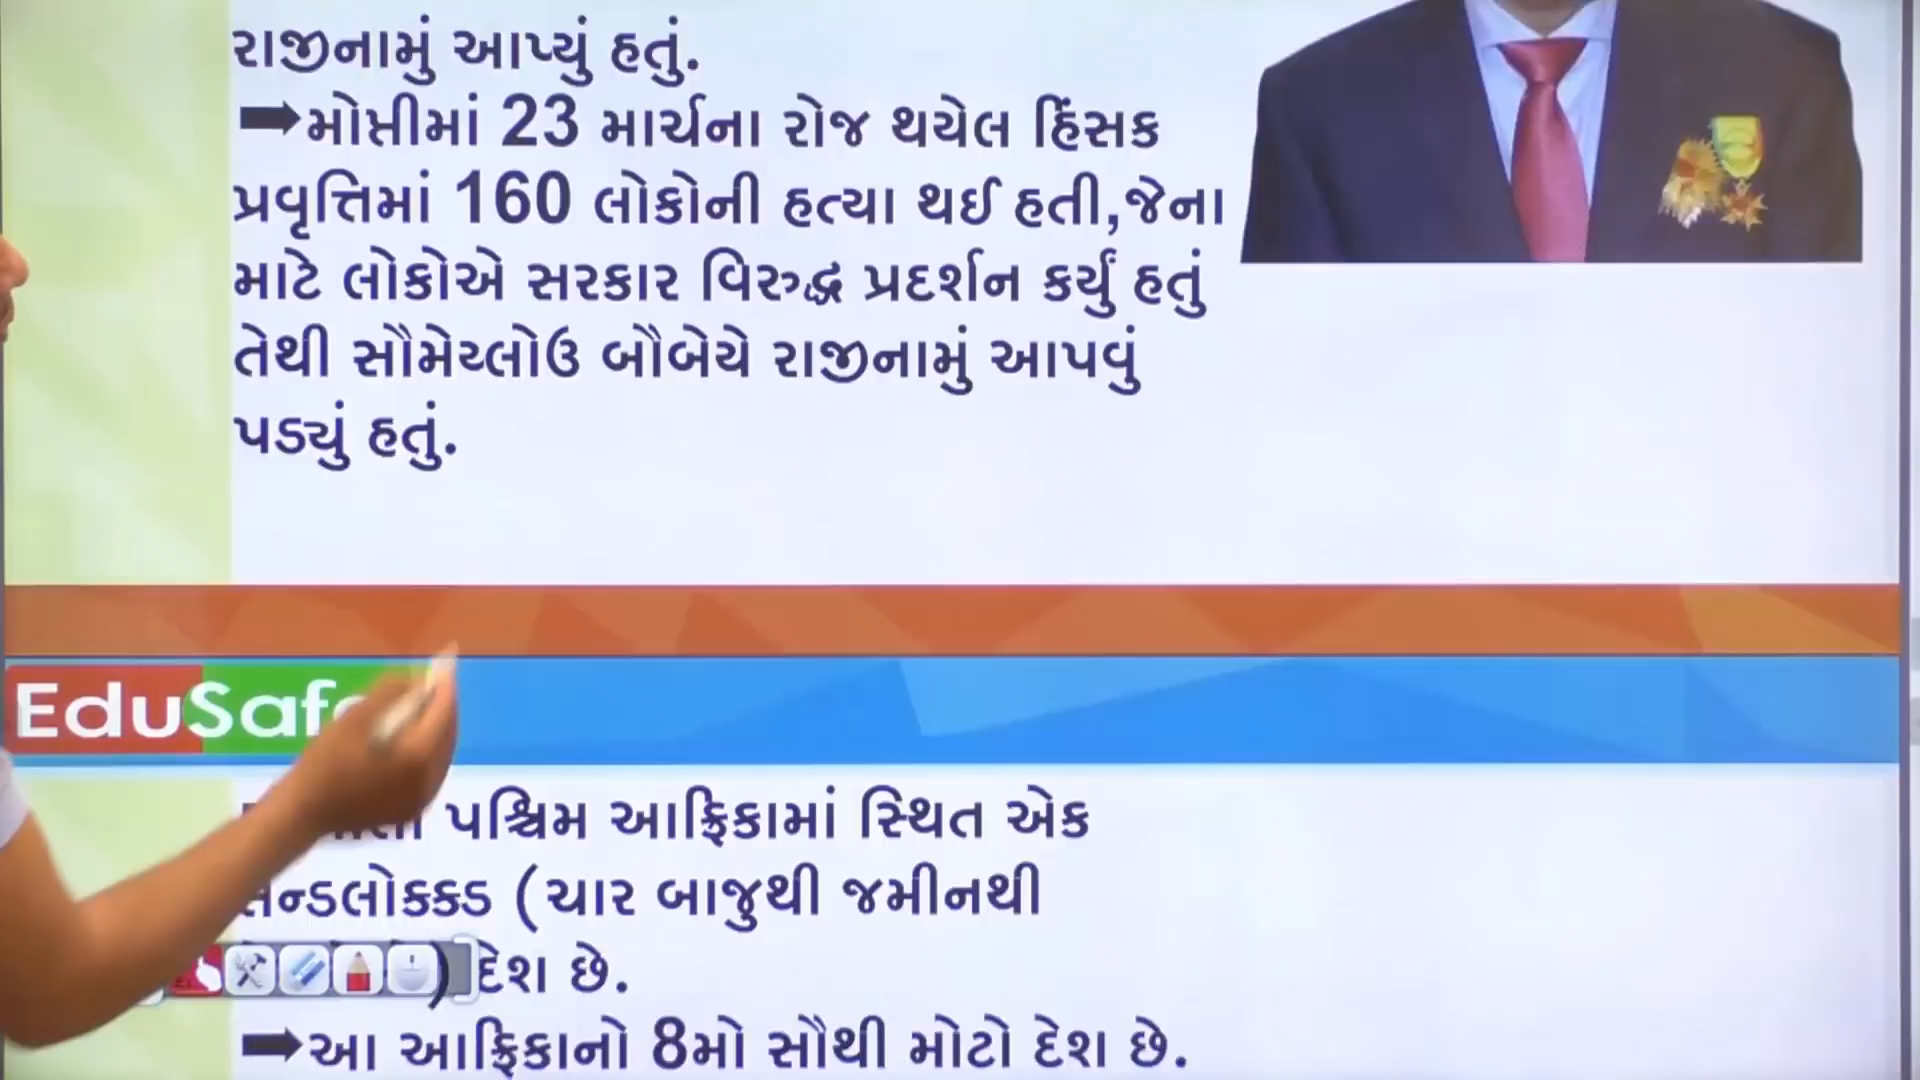 રાજીનામું આપ્યું હતું.
➡મોપ્તીમાં 23 માર્ચના રોજ થયેલ હિંસક
પ્રવૃત્તિમાં 160 લોકોની હત્યા થઈ હતી,જેના
માટે લોકોએ સરકાર વિરુદ્ધ પ્રદર્શન કર્યું હતું
તેથી સૌમેય્લોઉ બૌબેયે રાજીનામું આપવું
પડ્યું હતું.
EduSaf
પશ્ચિમ આફ્રિકામાં સ્થિત એક
લેન્ડલોક્કડ (ચાર બાજુથી જમીનથી
) દેશ છે.
➡આ આફ્રિકાનો 8મો સૌથી મોટો દેશ છે.